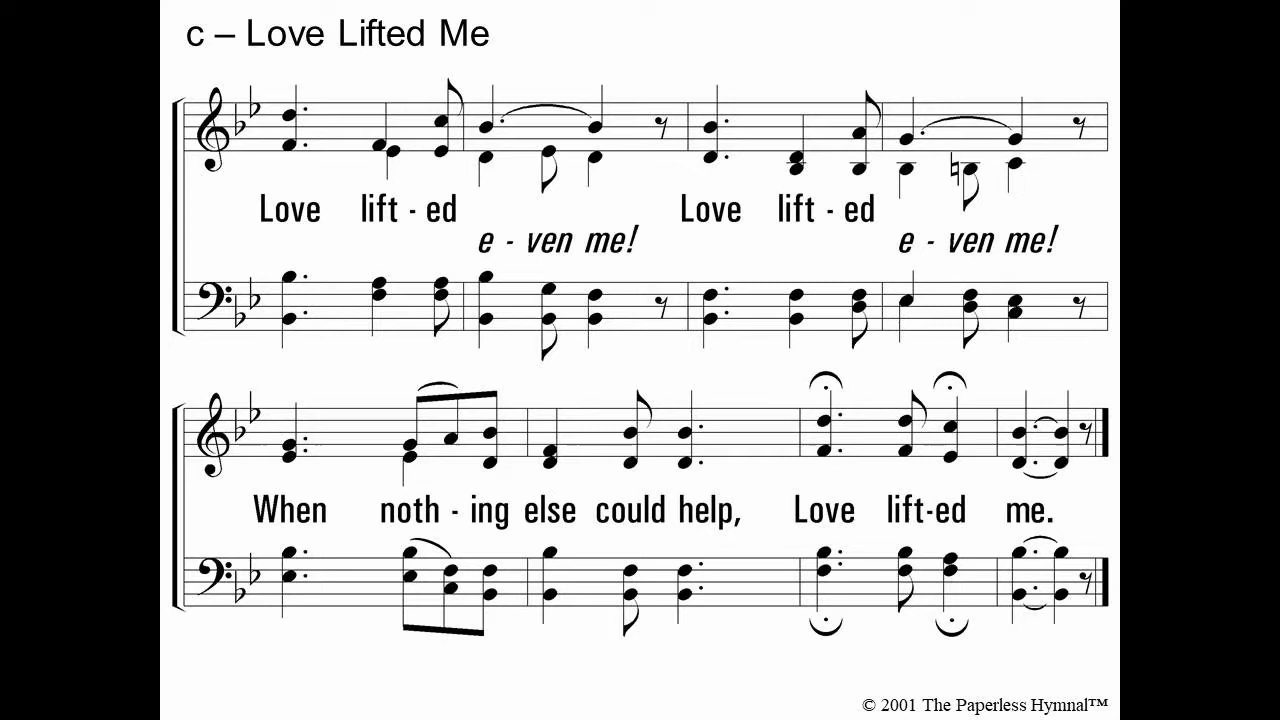 c – Love Lifted Me
Love lift - ed Love lift - ed
e - ven me! e - ven me!
When noth - ing else could help, Love lift-ed me.
© 2001 The Paperless Hymnal™